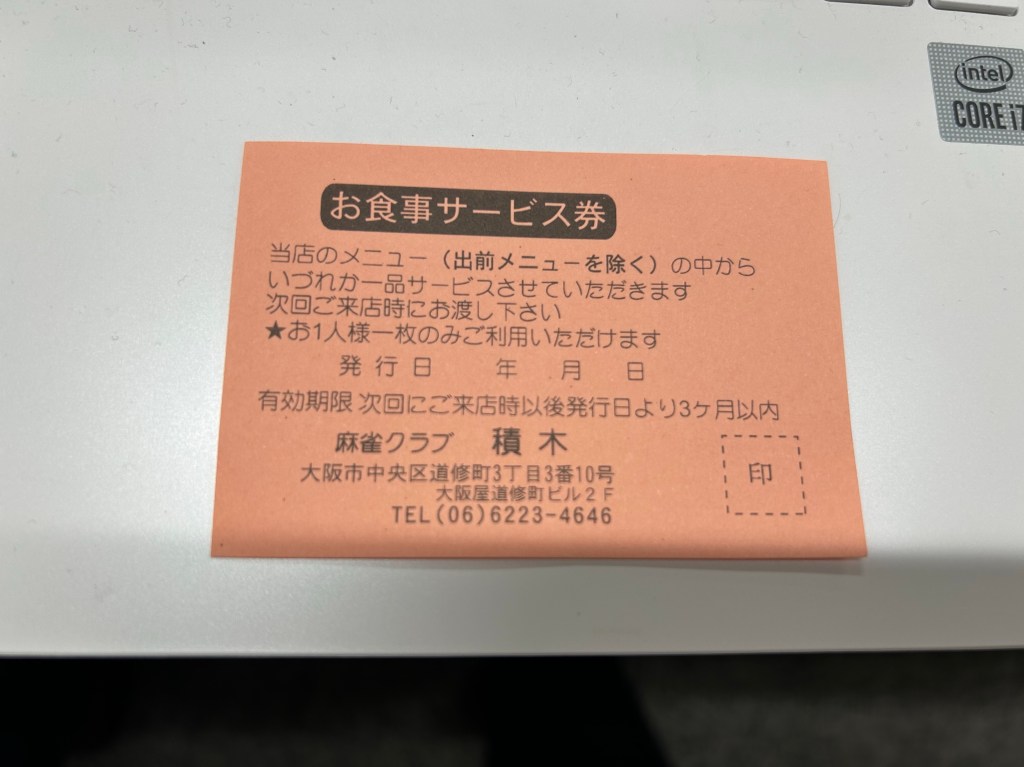 intel
CORE i7
お食事サービス券
当店のメニュー（出前メニューを除く）の中から
いづれか一品サービスさせていただきます
次回ご来店時にお渡し下さい
★お1人様一枚のみご利用いただけます
発行日 年 月 日
有効期限 次回にご来店時以後発行日より3ケ月以内
麻雀クラブ 積木
大阪市中央区道修町3丁目3番10号
大阪屋道修町ビル2F
TEL(06)6223-4646
印